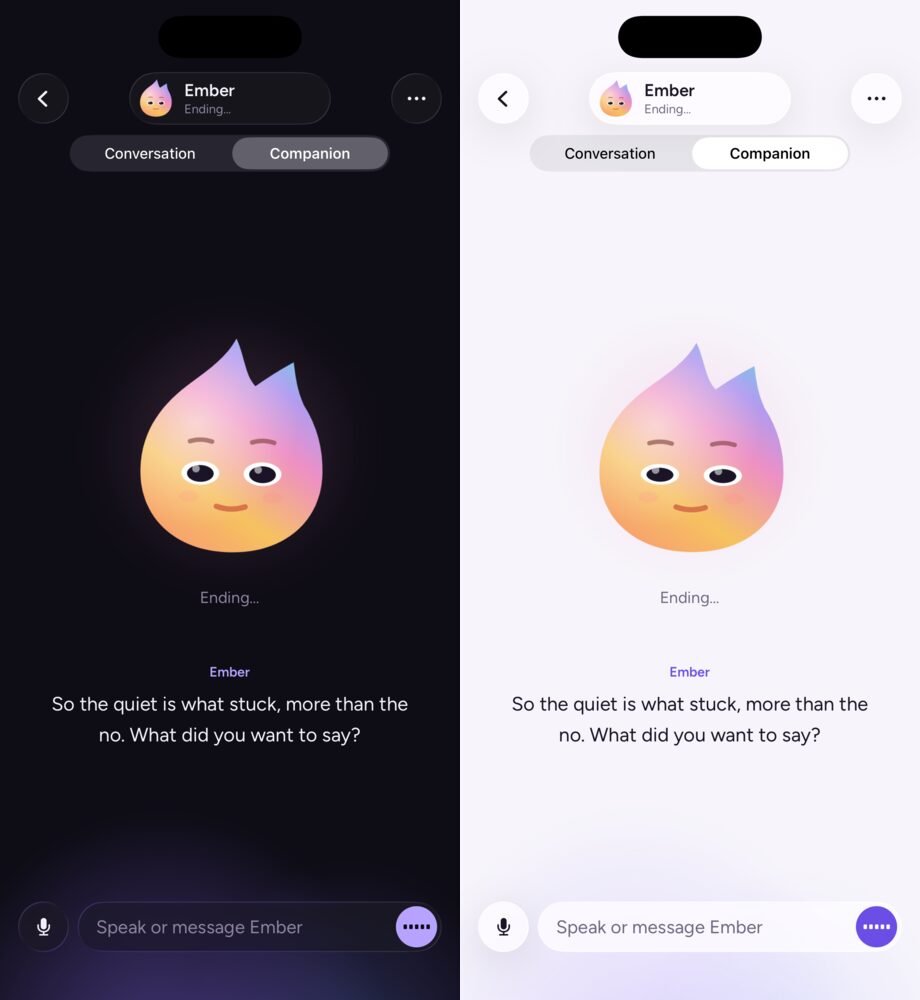 Ember
Ending...
Conversation
Companion
Ending...
Ember
So the quiet is what stuck, more than the
no. What did you want to say?
Speak or message Ember
Ember
Ending...
Conversation
Companion
Ending...
Ember
So the quiet is what stuck, more than the
no. What did you want to say?
Speak or message Ember